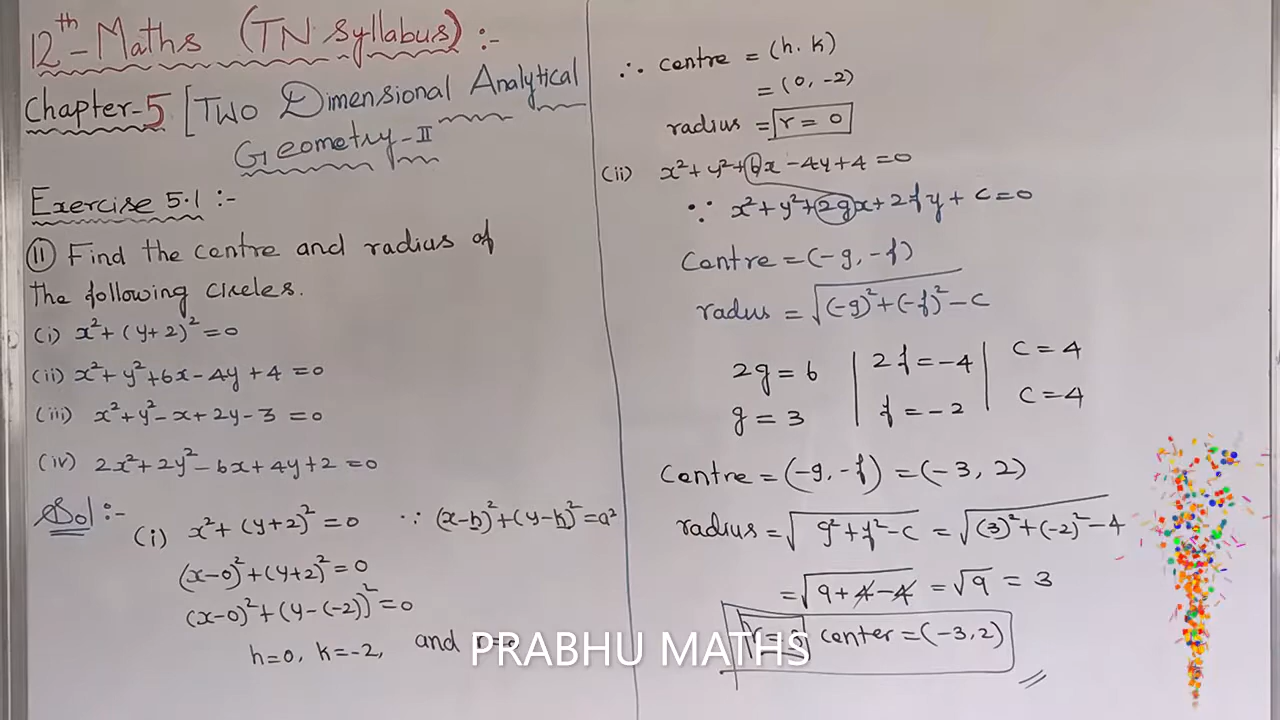 12th-Maths (TN Syllabus) :-
Chapter-5 [Two Dimensional Analytical
Geometry-II
Exercise 5.1 :-
(11) Find the centre and radius of
the following circles.
(i) x²+(y+2)²=0
(ii) x²+y²+6x-4y+4=0
(iii) x²+y²-x+2y-3=0
(iv) 2x²+2y²-6x+4y+2=0
Sol :-
(i) x²+(y+2)²=0 ∵ (x-h)²+(y-k)²=a²
(x-0)²+(y+2)²=0
(x-0)²+(y-(-2))²=0
h=0, k=-2, and
∴ centre = (h, k)
= (0, -2)
radius = r = 0
(ii) x²+y²+6x-4y+4=0
∵ x²+y²+2gx+2fy+c=0
Centre = (-g, -f)
radius = √(-g)²+(-f)²-c
2g=6 | 2f=-4 | c=4
g=3 | f=-2 | c=4
Centre = (-g, -f) = (-3, 2)
radius = √g²+f²-c = √(3)²+(-2)²-4
= √9+4-4 = √9 = 3
center = (-3, 2)
PRABHU MATHS